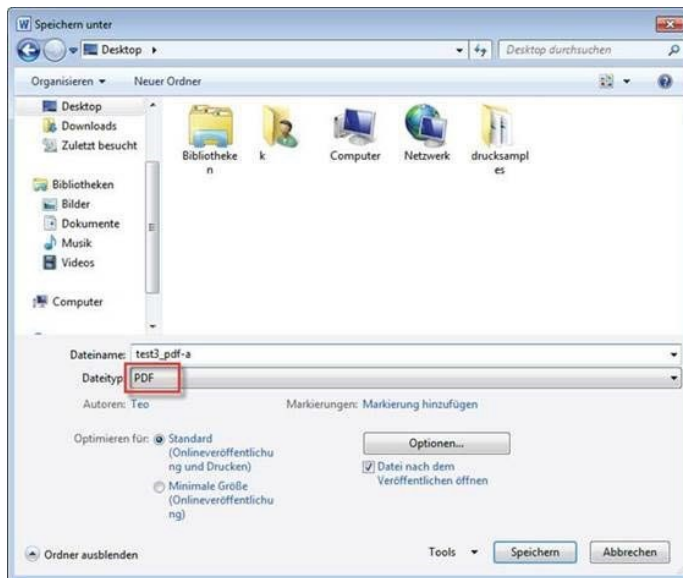 Speichern unter
Desktop
Desktop durchsuchen
Organisieren Neuer Ordner
Desktop
Downloads
Zuletzt besucht
Bibliotheken
Bilder
Dokumente
Musik
Videos
Computer
Bibliotheke
n
k
Computer
Netzwerk
drucksampl
es
Dateiname: test3_pdf-a
Dateityp: PDF
Autoren: Teo Markierungen: Markierung hinzufügen
Optimieren für: Standard
(Onlineveröffentlichu
ng und Drucken)
Minimale Größe
(Onlineveröffentlichu
ng)
Optionen...
Datei nach dem
Veröffentlichen öffnen
Ordner ausblenden Tools Speichern Abbrechen